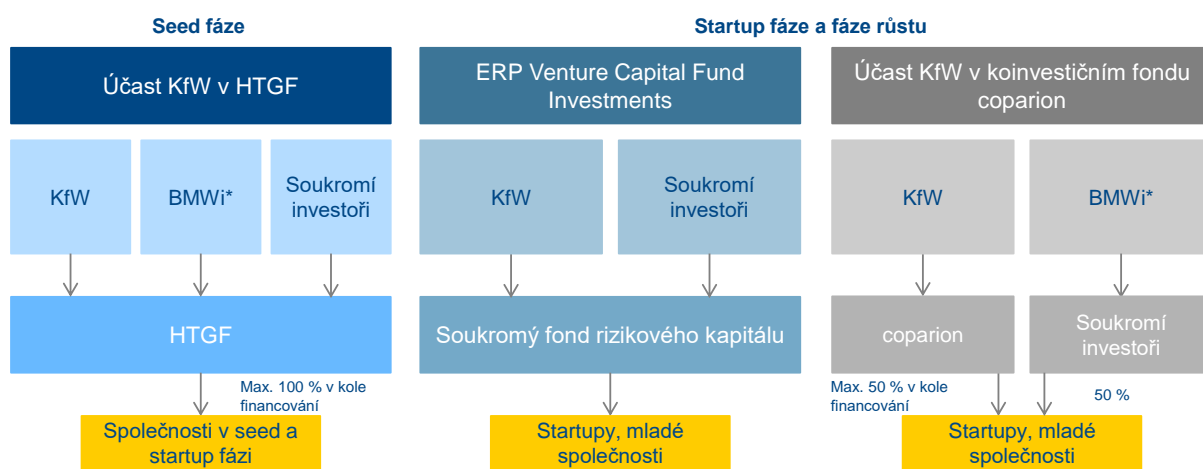 Seed fáze
Startup fáze a fáze růstu
Účast KfW v HTGF
ERP Venture Capital Fund
Investments
Účast KfW v koinvestičním fondu
coparion
KfW
BMWi*
Soukromí
investoři
KfW
Soukromí
investoři
KfW
BMWi*
HTGF
Soukromý fond rizikového kapitálu
coparion
Soukromí
investoři
Max. 100 % v kole
financování
Max. 50 % v kole
financování
50 %
Společnosti v seed a
startup fázi
Startupy, mladé
společnosti
Startupy, mladé
společnosti